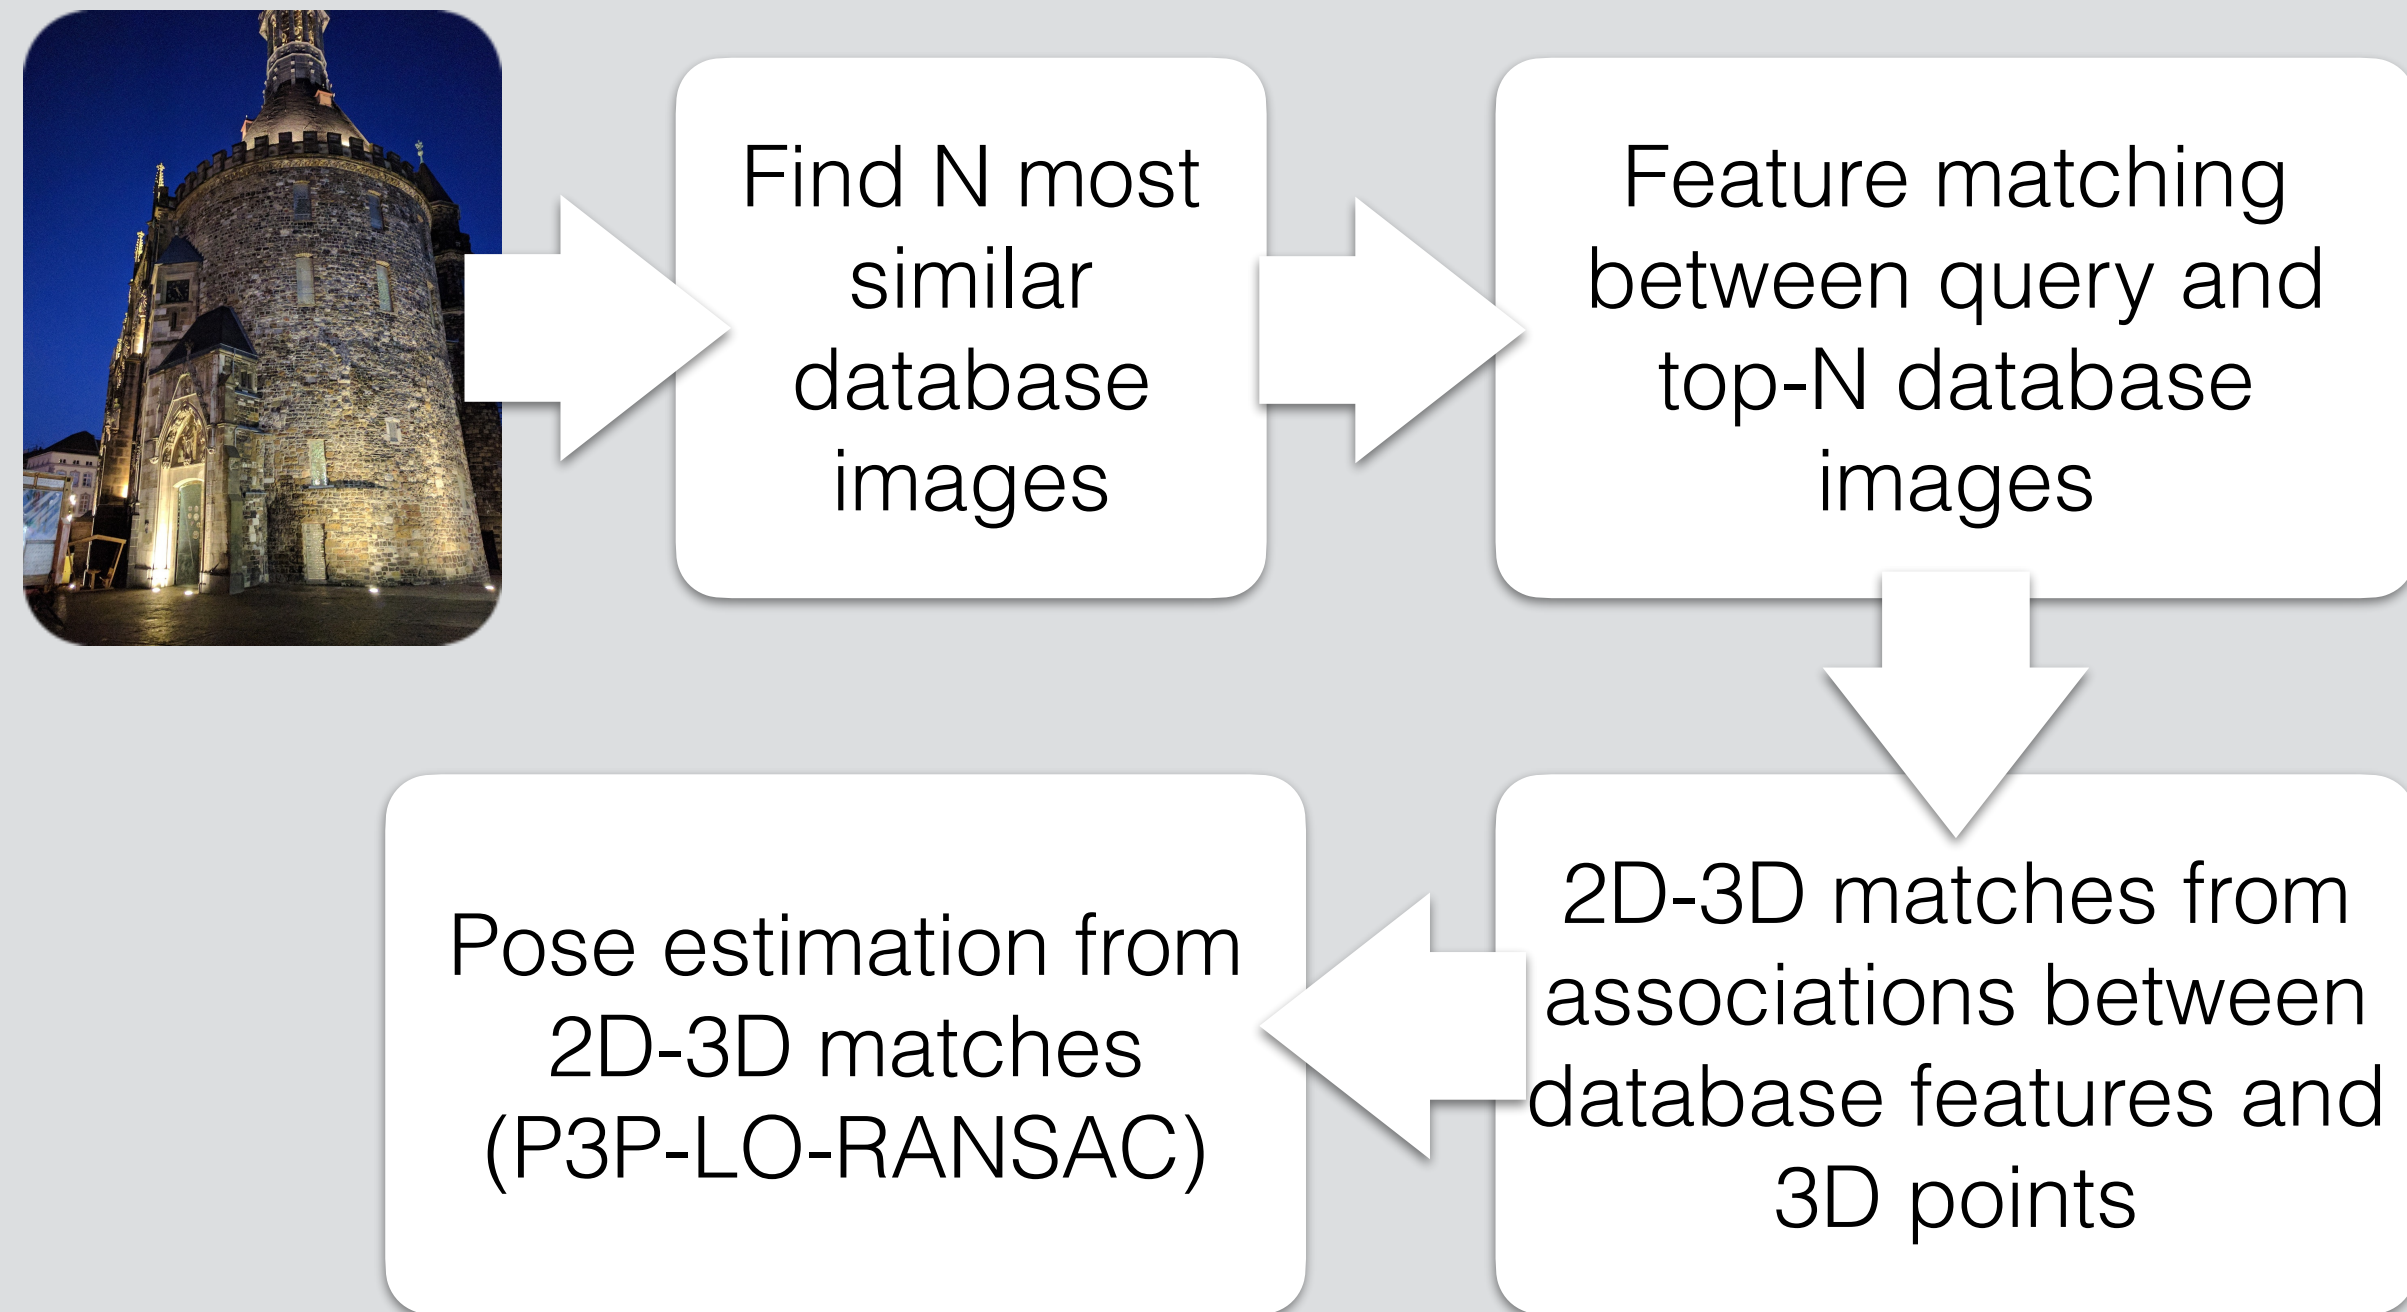 Find N most
similar
database
images
Feature matching
between query and
top-N database
images
2D-3D matches from
associations between
database features and
3D points
Pose estimation from
2D-3D matches
(P3P-LO-RANSAC)